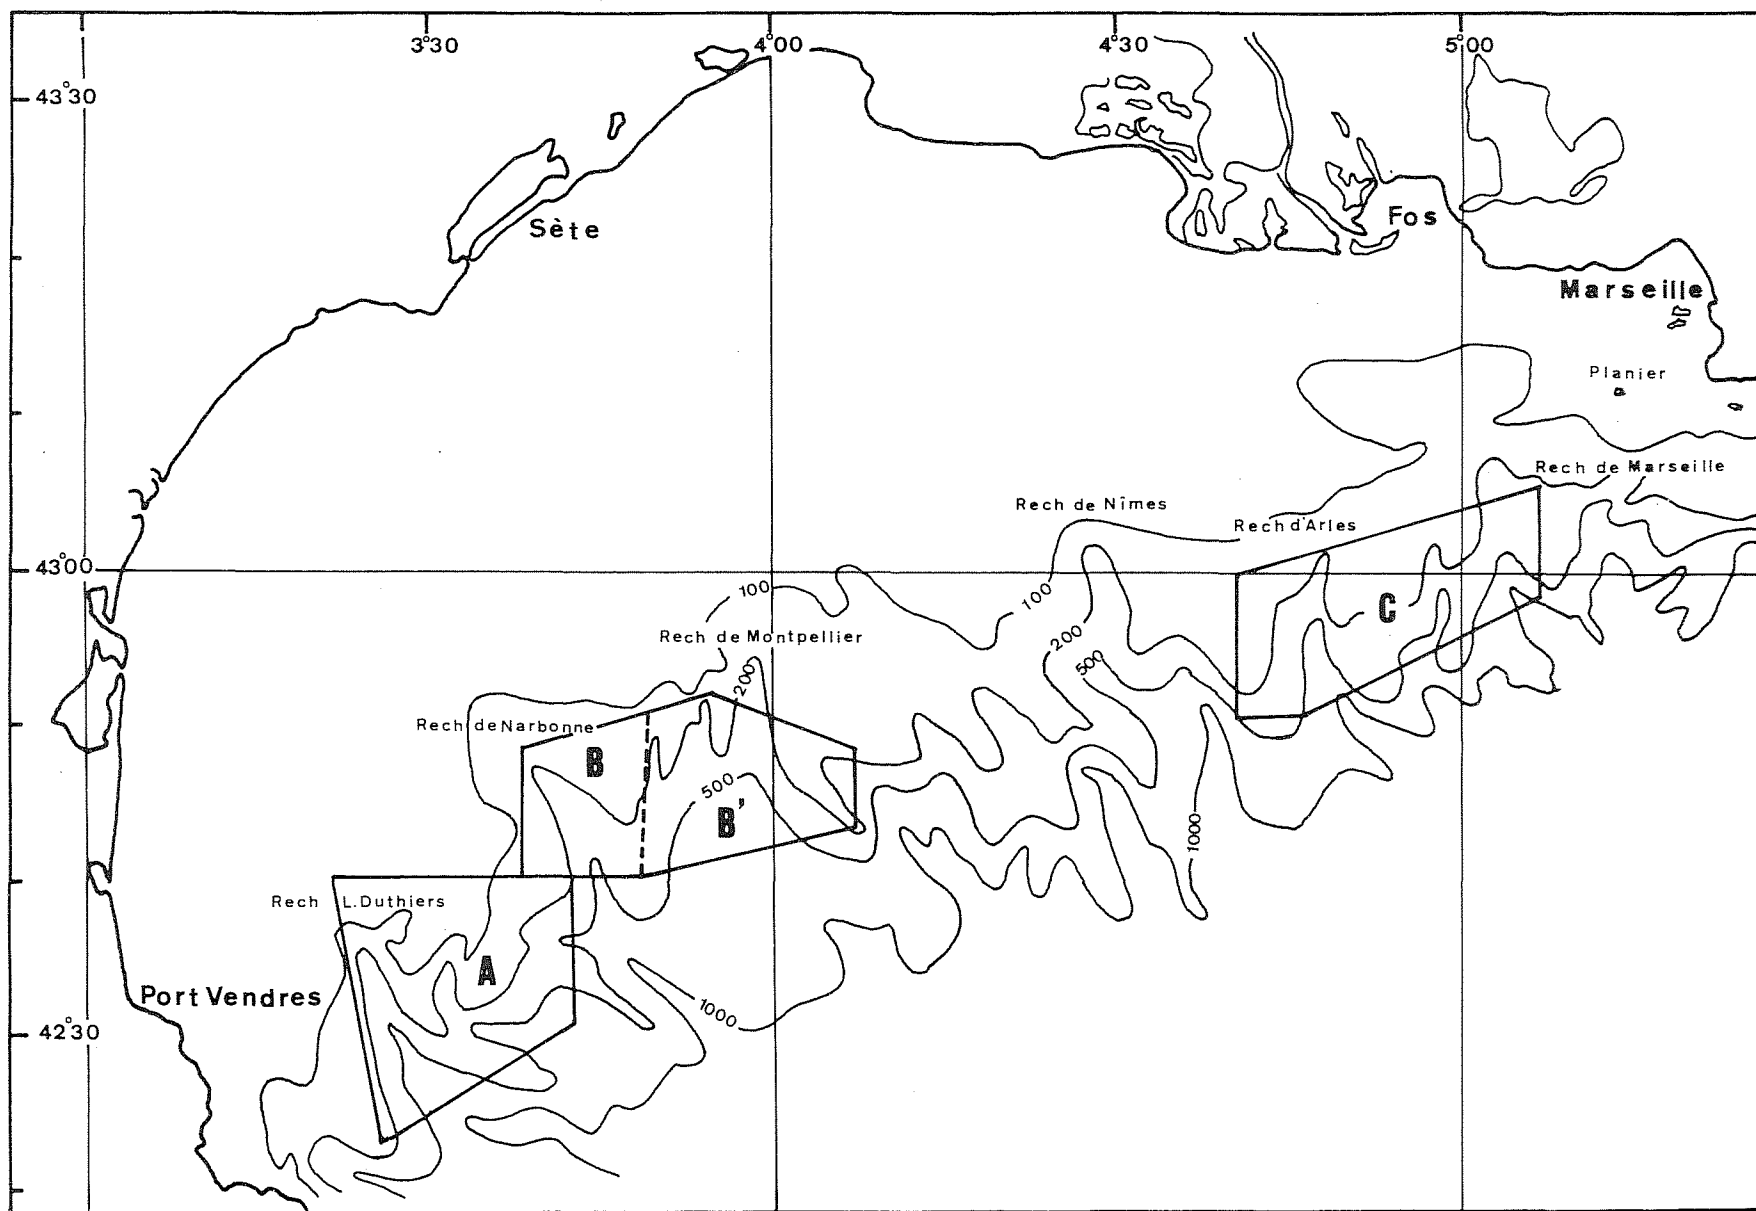 3°30
4°00
4°30
5°00
43°30
Sète
Fos
Marseille
Planier
Rech de Marseille
Rech de Nîmes
Rech d'Arles
43°00
100
100
Rech de Montpellier
200
500
200
C
Rech de Narbonne
B
500
B'
1000
Rech L.Duthiers
A
Port Vendres
1000
42°30